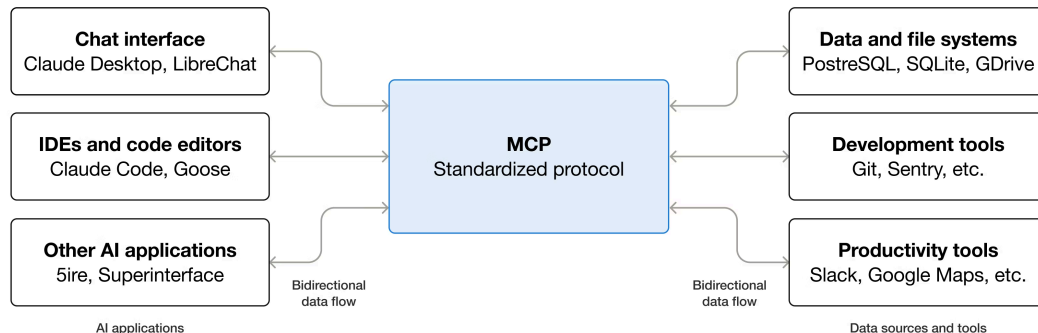 Chat interface
Claude Desktop, LibreChat
IDEs and code editors
Claude Code, Goose
Other AI applications
5ire, Superinterface
AI applications
Bidirectional
data flow
MCP
Standardized protocol
Bidirectional
data flow
Data and file systems
PostreSQL, SQLite, GDrive
Development tools
Git, Sentry, etc.
Productivity tools
Slack, Google Maps, etc.
Data sources and tools